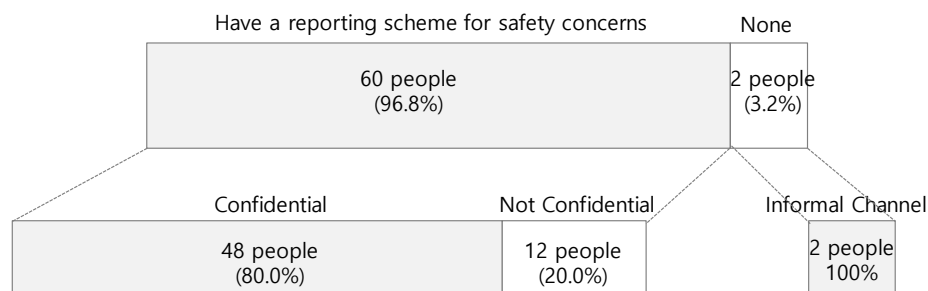 Have a reporting scheme for safety concerns
None
60 people
(96.8%)
2 people
(3.2%)
Confidential
Not Confidential
Informal Channel
48 people
(80.0%)
12 people
(20.0%)
2 people
100%